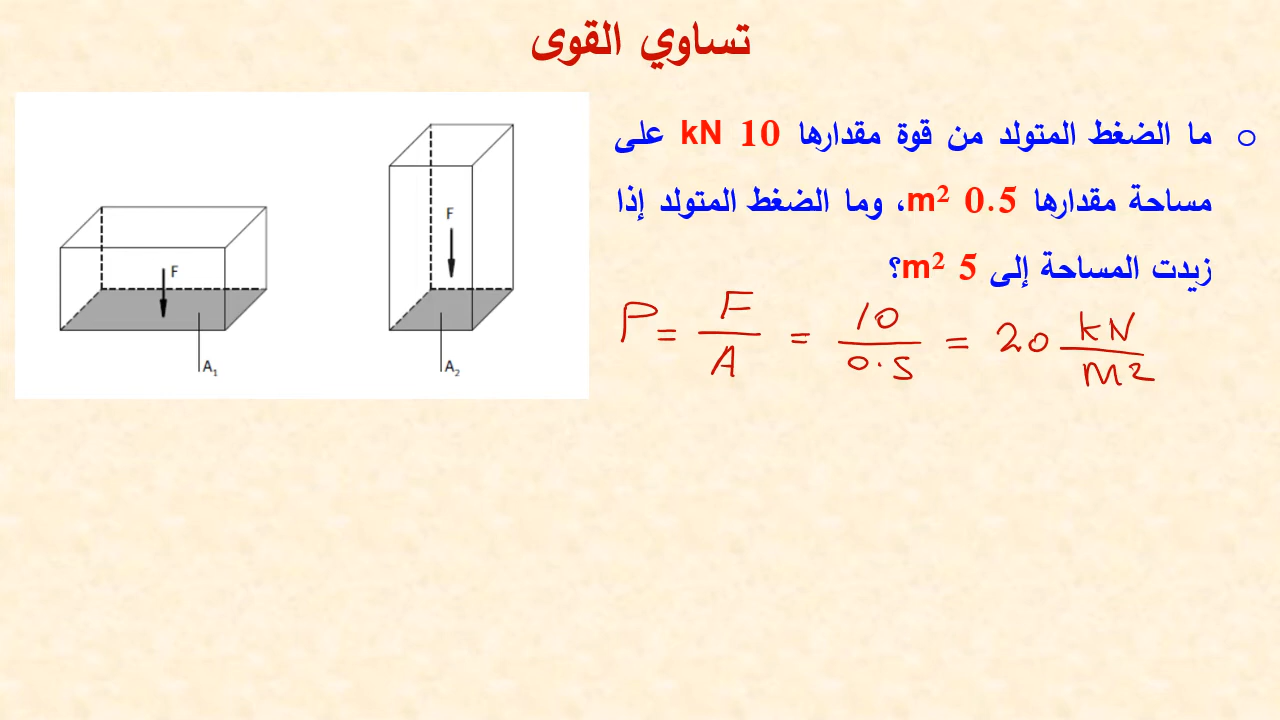 تساوي القوى
○ ما الضغط المتولد من قوة مقدارها 10 kN على
مساحة مقدارها 0.5 m²، وما الضغط المتولد إذا
زيدت المساحة إلى 5 m²؟
P = F/A = 10/0.5 = 20 kN/m²
F
F
A₁
A₂